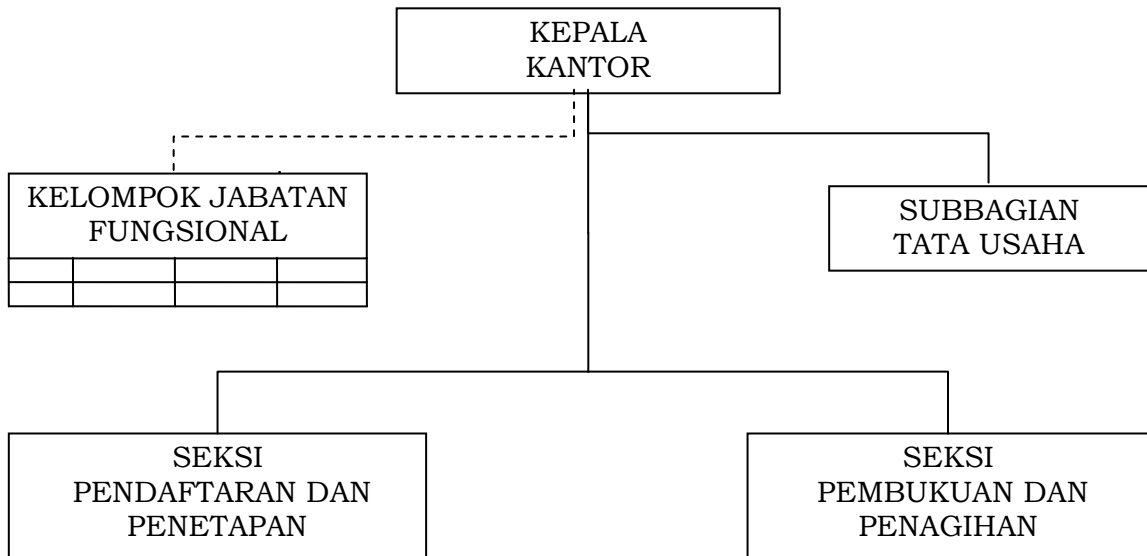 KEPALA
KANTOR
KELOMPOK JABATAN
FUNGSIONAL
SUBBAGIAN
TATA USAHA
SEKSI
PENDAFTARAN DAN
PENETAPAN
SEKSI
PEMBUKUAN DAN
PENAGIHAN